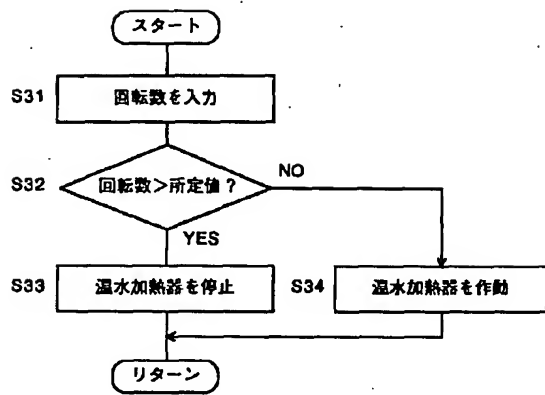 スタート
S31 回転数を入力
S32 回転数>所定値?
NO
YES
S33 温水加熱器を停止
S34 温水加熱器を作動
リターン